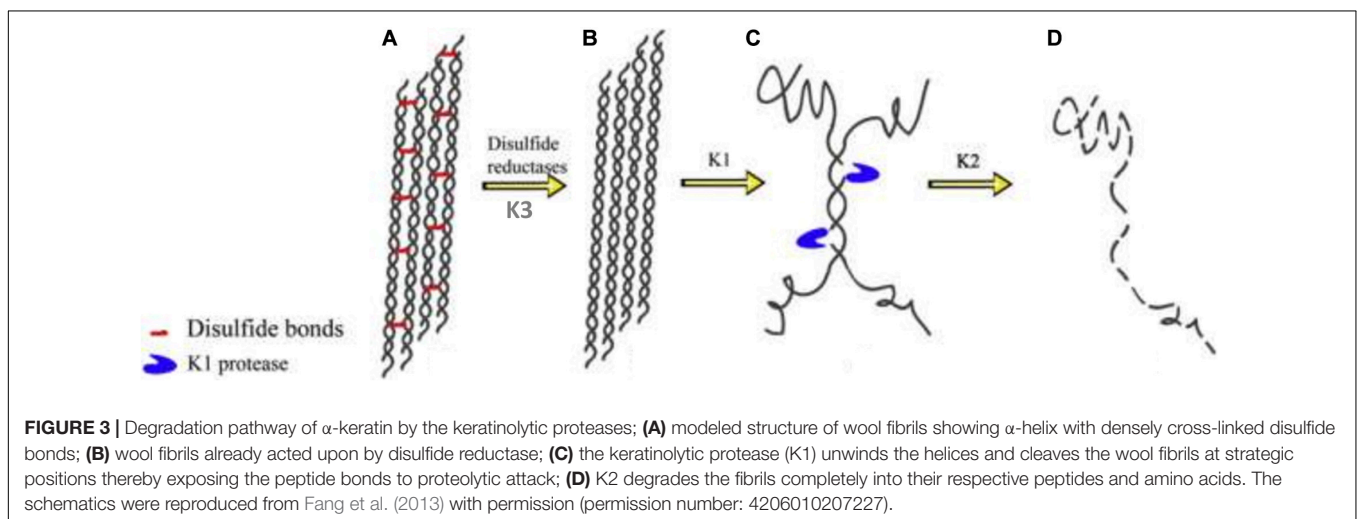 A
B
C
D
Disulfide
reductases
K3
K1
K2
Disulfide bonds
K1 protease
FIGURE 3 | Degradation pathway of α-keratin by the keratinolytic proteases; (A) modeled structure of wool fibrils showing α-helix with densely cross-linked disulfide
bonds; (B) wool fibrils already acted upon by disulfide reductase; (C) the keratinolytic protease (K1) unwinds the helices and cleaves the wool fibrils at strategic
positions thereby exposing the peptide bonds to proteolytic attack; (D) K2 degrades the fibrils completely into their respective peptides and amino acids. The
schematics were reproduced from Fang et al. (2013) with permission (permission number: 4206010207227).